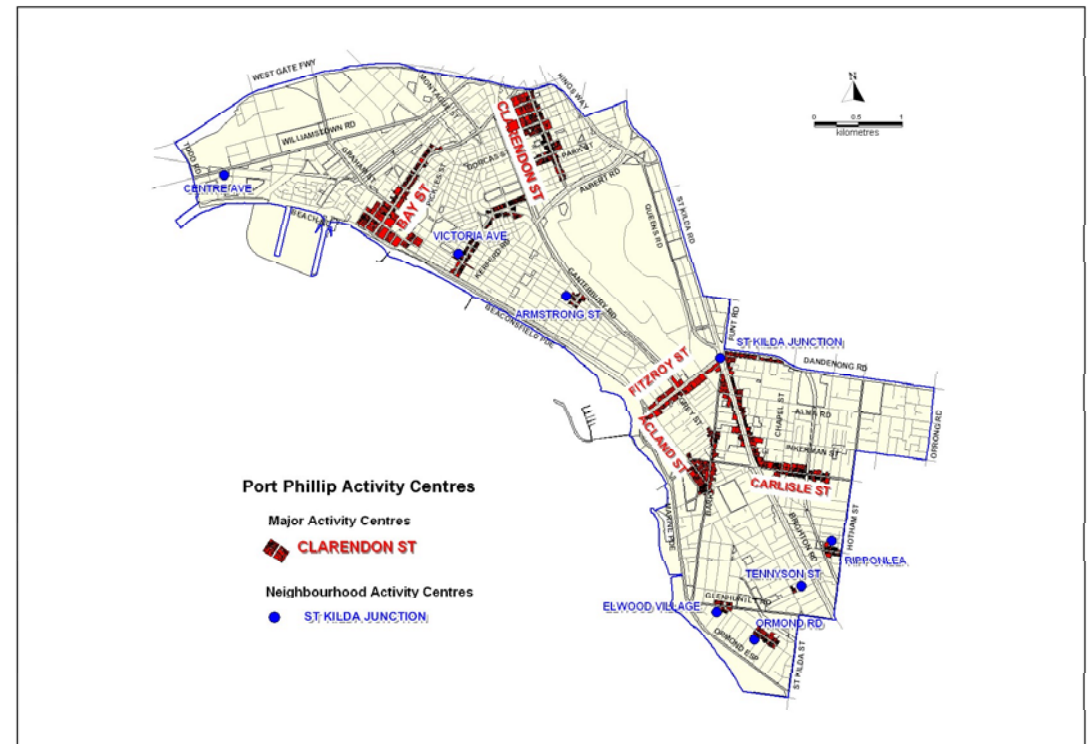 WEST GATE FWY
MONTAGUE ST
KINGS WAY
N
0 0.5 1
kilometres
WILLIAMSTOWN RD
TODD RD
CENTRE AVE
GRAHAM
BEACH
BAY ST
PICKLES ST
DORCAS S
CLARENDON ST
PARK ST
ALBERT RD
QUEENS RD
ST KILDA RD
VICTORIA AVE
KERFERD RD
CANTERBURY RD
ARMSTRONG ST
BEACONSFIELD PDE
PUNT RD
ST KILDA JUNCTION
DANDENONG RD
FITZROY ST
GREY ST
ACLAND ST
CHAPEL ST
ALMA RD
INKERMAN ST
ORRONG RD
CARLISLE ST
BARK
MARINE PDE
BRIGHTON RD
HOTHAM ST
RIPPONLEA
TENNYSON ST
GLENHUNTLY RD
ELWOOD VILLAGE
ORMOND RD
ORMOND ESP
ST KILDA ST
Port Phillip Activity Centres
Major Activity Centres
CLARENDON ST
Neighbourhood Activity Centres
ST KILDA JUNCTION